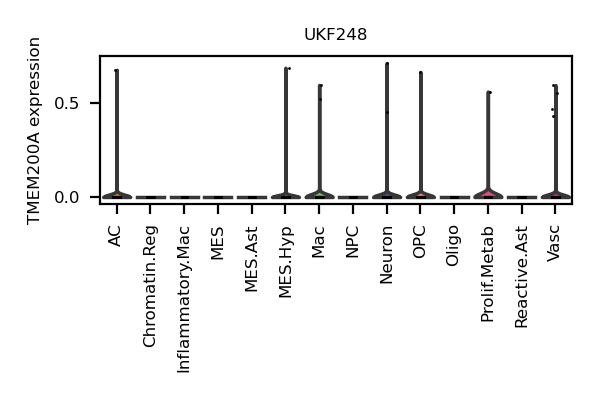 UKF248
TMEM200A expression
0.5
0.0
AC
Chromatin.Reg
Inflammatory.Mac
MES
MES.Ast
MES.Hyp
Mac
NPC
Neuron
OPC
Oligo
Prolif.Metab
Reactive.Ast
Vasc